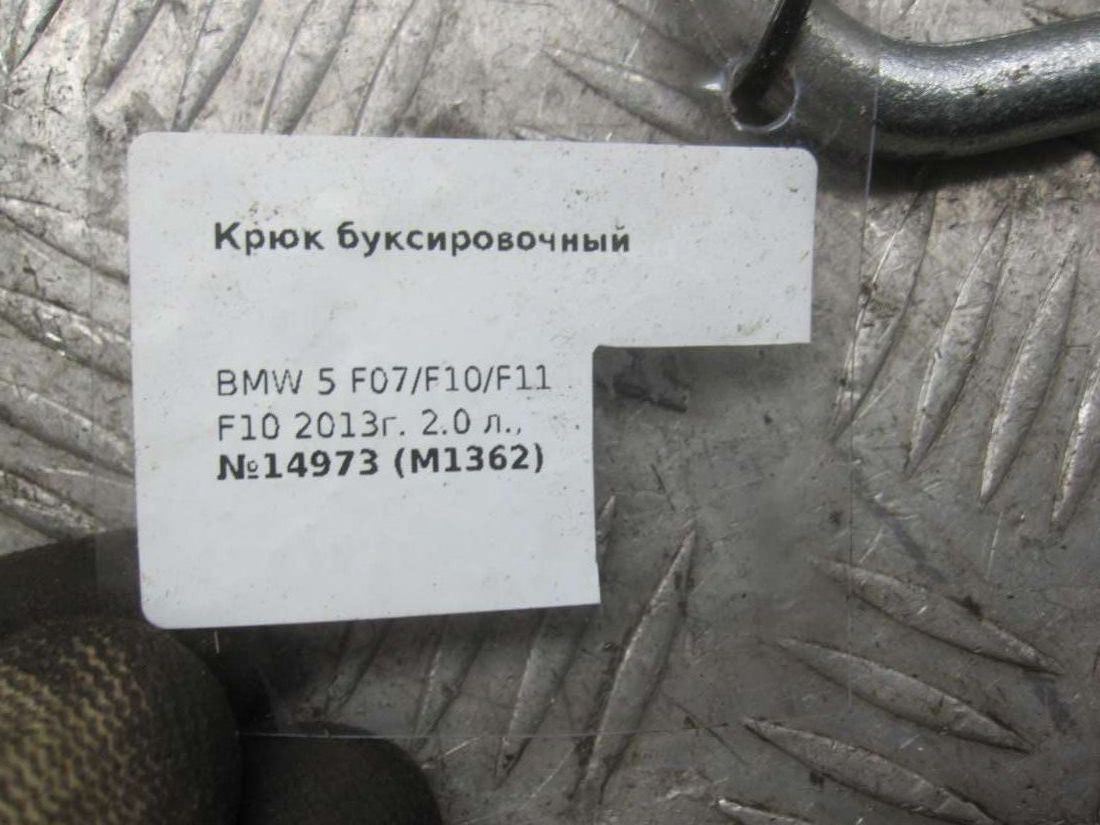 Крюк буксировочный
BMW 5 F07/F10/F11
F10 2013г. 2.0 л.,
№14973 (M1362)